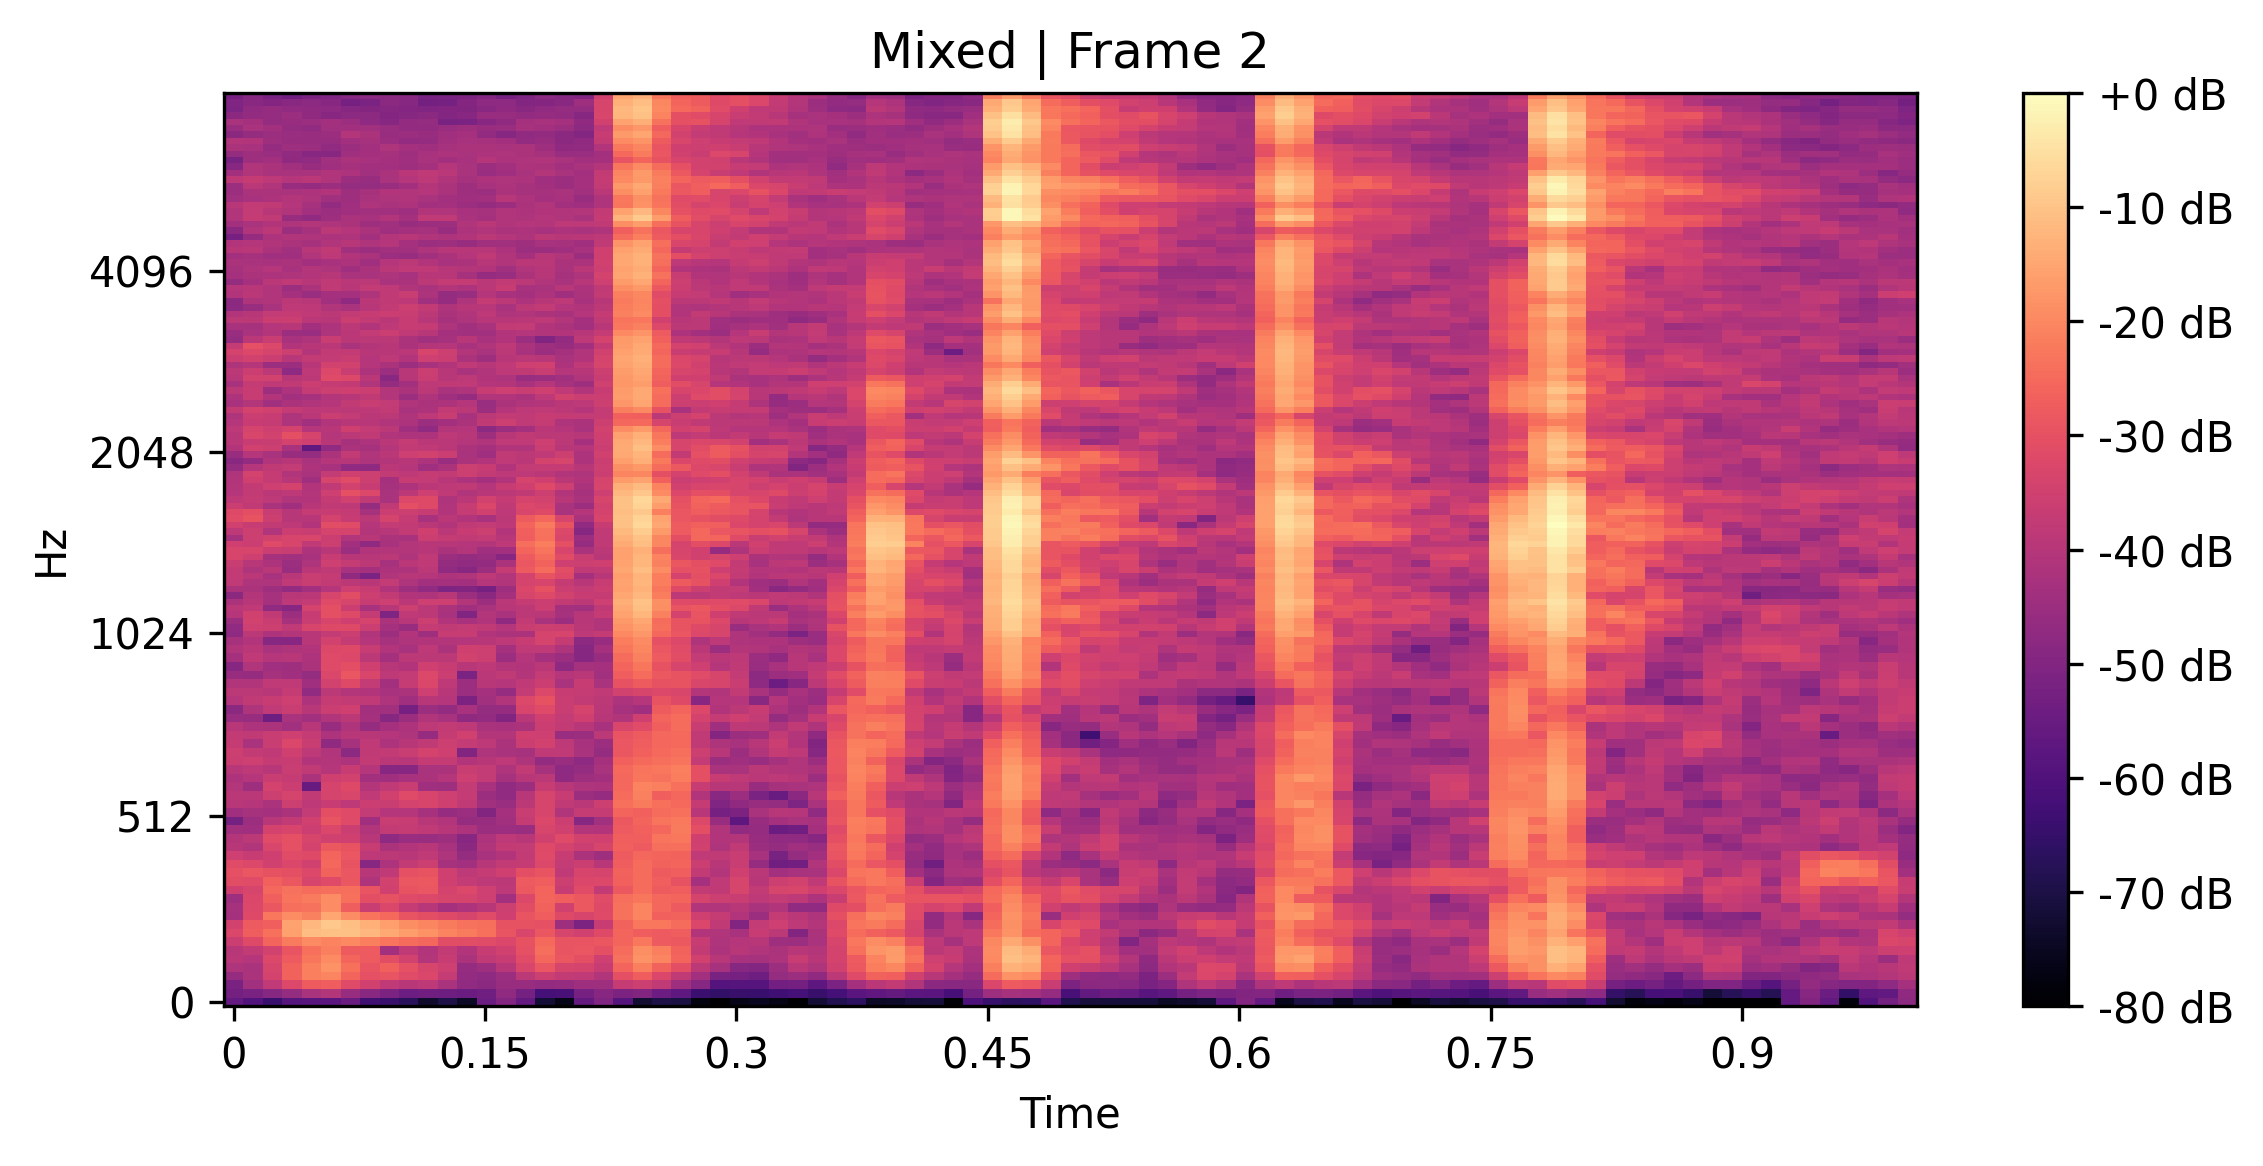 Mixed | Frame 2
+0 dB
-10 dB
-20 dB
-30 dB
-40 dB
-50 dB
-60 dB
-70 dB
-80 dB
4096
2048
1024
512
0
Hz
0 0.15 0.3 0.45 0.6 0.75 0.9
Time